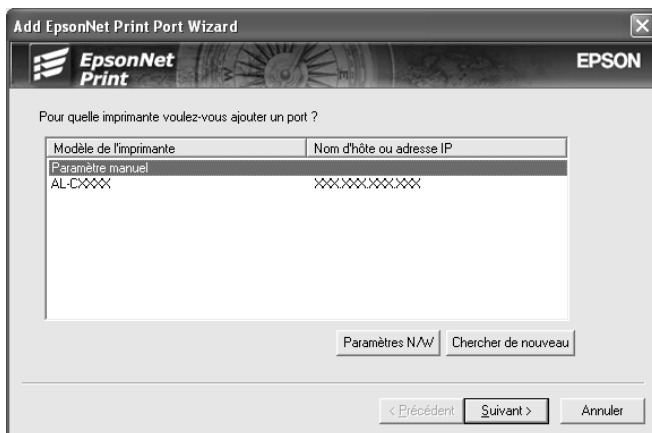 Add EpsonNet Print Port Wizard
EpsonNet
Print
EPSON
Pour quelle imprimante voulez-vous ajouter un port ?
Modèle de l'imprimante Nom d'hôte ou adresse IP
Paramètre manuel
AL-CXXXX XXX.XXX.XXX.XXX
Paramètres N/W Chercher de nouveau
< Précédent Suivant > Annuler